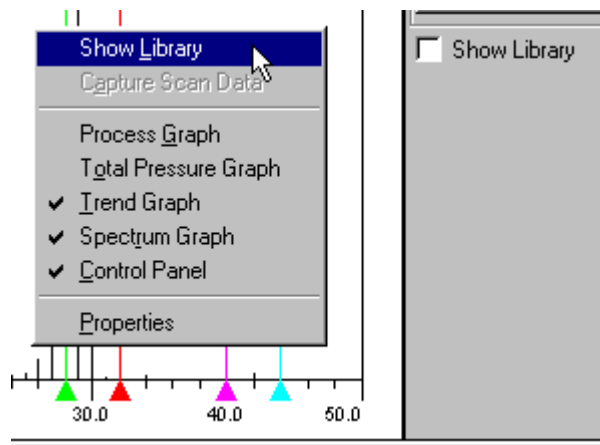 Show Library
Capture Scan Data
Process Graph
Total Pressure Graph
Trend Graph
Spectrum Graph
Control Panel
Properties
30.0 40.0 50.0
Show Library